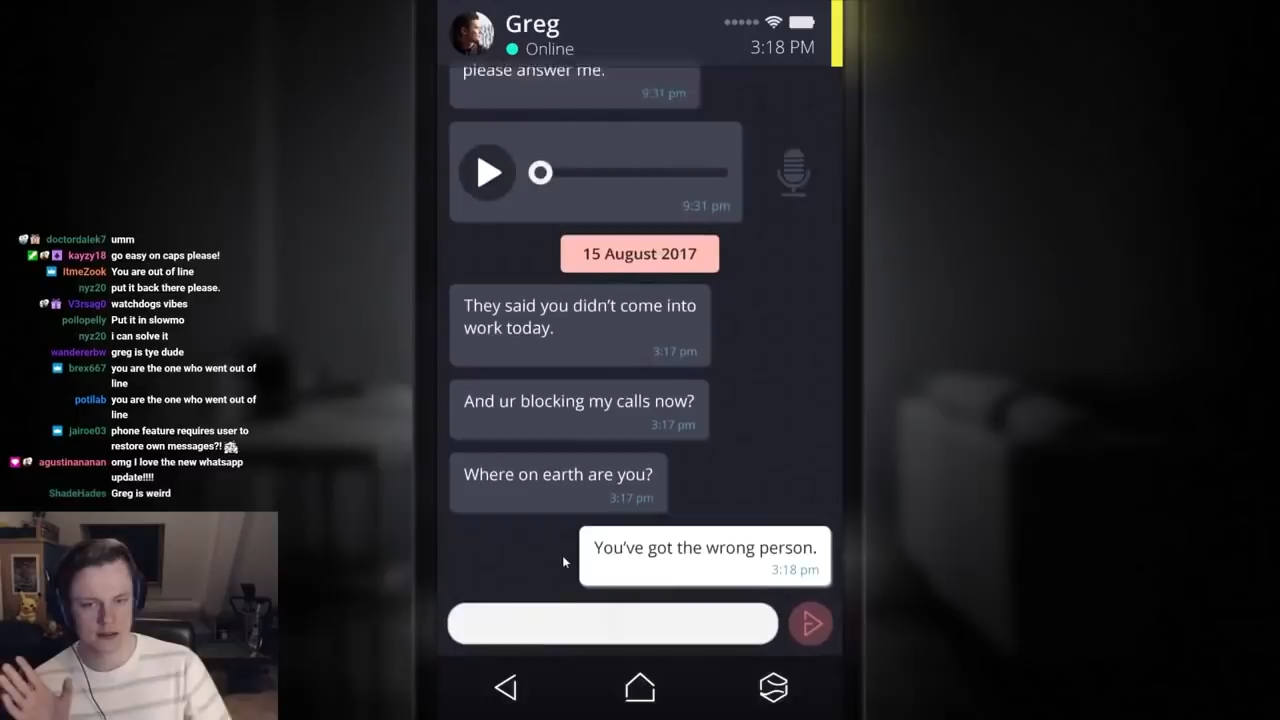 Greg
Online
3:18 PM
please answer me.
9:31 pm
9:31 pm
15 August 2017
They said you didn't come into
work today.
3:17 pm
And ur blocking my calls now?
3:17 pm
Where on earth are you?
3:17 pm
You've got the wrong person.
3:18 pm
doctordalek7 umm
kayzy18 go easy on caps please!
ItmeZook You are out of line
nyz20 put it back there please.
V3rsag0 watchdogs vibes
pollopelly Put it in slowmo
nyz20 i can solve it
wandererbw greg is tye dude
brex667 you are the one who went out of
line
potilab you are the one who went out of
line
jairoe03 phone feature requires user to
restore own messages?!
agustinananan omg I love the new whatsapp
update!!!!
ShadeHades Greg is weird